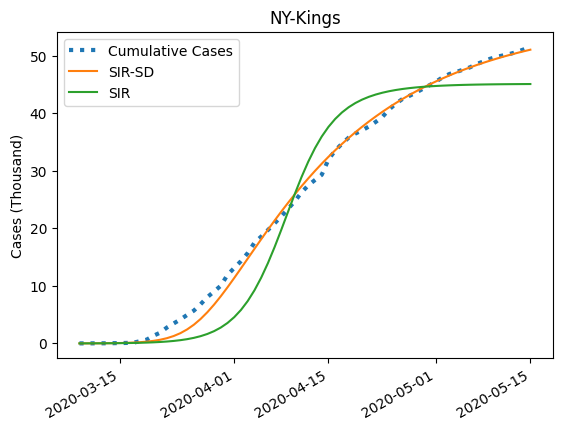 NY-Kings
Cumulative Cases
SIR-SD
SIR
Cases (Thousand)
50
40
30
20
10
0
2020-03-15
2020-04-01
2020-04-15
2020-05-01
2020-05-15